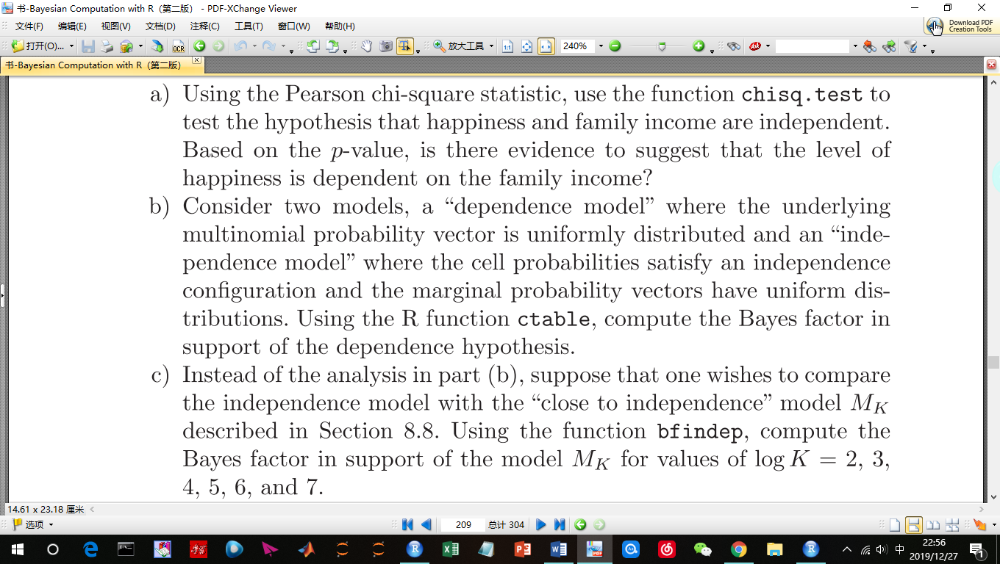 书-Bayesian Computation with R（第二版） - PDF-XChange Viewer
文件(F) 编辑(E) 视图(V) 文档(D) 注释(C) 工具(T) 窗口(W) 帮助(H)
Download PDF
Creation Tools
打开(O)... OCR 放大工具 1:1 240% ask
书-Bayesian Computation with R（第二版）
a) Using the Pearson chi-square statistic, use the function chisq.test to
test the hypothesis that happiness and family income are independent.
Based on the p-value, is there evidence to suggest that the level of
happiness is dependent on the family income?
b) Consider two models, a “dependence model” where the underlying
multinomial probability vector is uniformly distributed and an “inde-
pendence model” where the cell probabilities satisfy an independence
configuration and the marginal probability vectors have uniform dis-
tributions. Using the R function ctable, compute the Bayes factor in
support of the dependence hypothesis.
c) Instead of the analysis in part (b), suppose that one wishes to compare
the independence model with the “close to independence” model MK
described in Section 8.8. Using the function bfindep, compute the
Bayes factor in support of the model MK for values of log K = 2, 3,
4, 5, 6, and 7.
14.61 x 23.18 厘米
选项 209 总计 304
22:56
中
2019/12/27
1